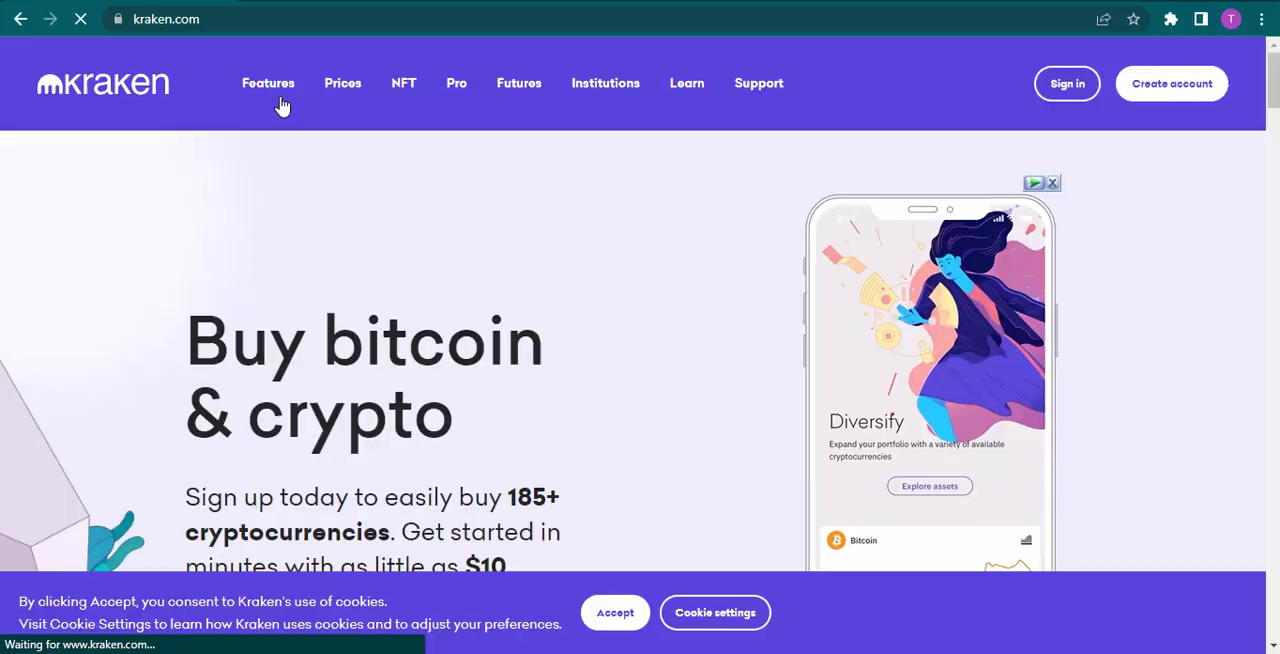 kraken.com
T
mkraken
Features Prices NFT Pro Futures Institutions Learn Support
Sign in
Create account
Buy bitcoin
& crypto
Sign up today to easily buy 185+
cryptocurrencies. Get started in
minutes with as little as $10
Diversify
Expand your portfolio with a variety of available
cryptocurrencies
Explore assets
Bitcoin
By clicking Accept, you consent to Kraken's use of cookies.
Visit Cookie Settings to learn how Kraken uses cookies and to adjust your preferences.
Accept
Cookie settings
Waiting for www.kraken.com...